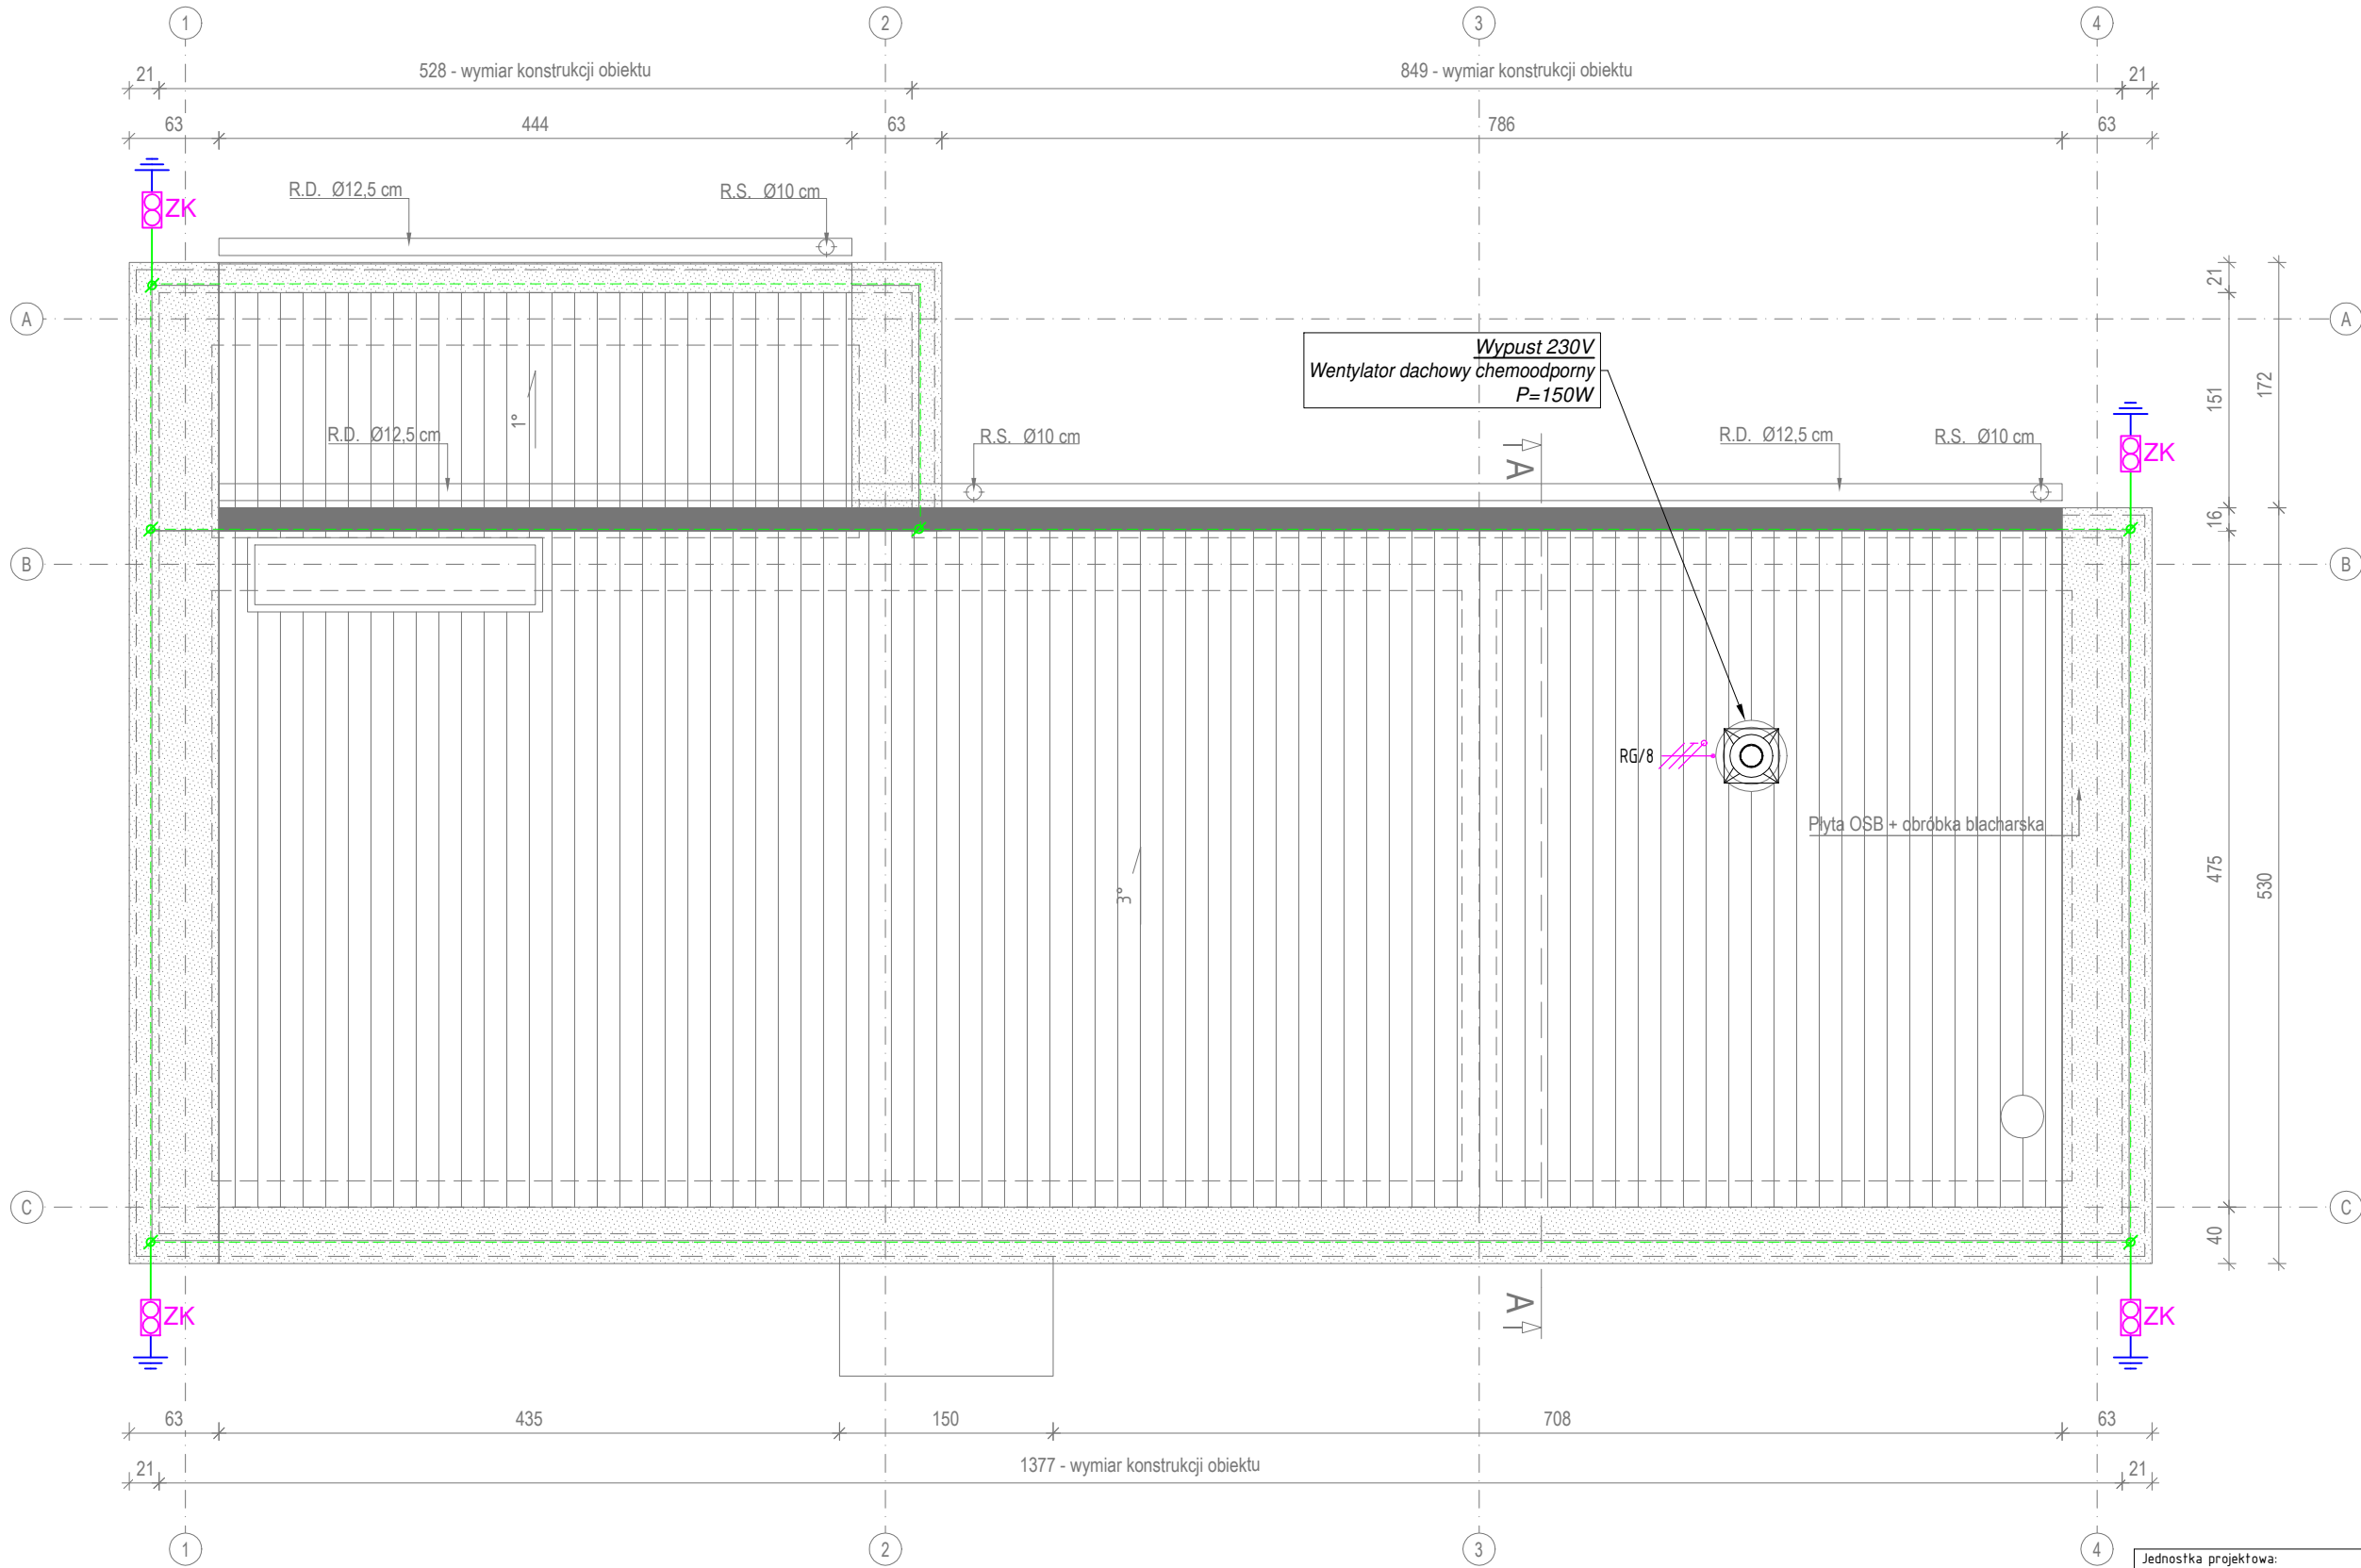 1 2 3 4
21 528 - wymiar konstrukcji obiektu 849 - wymiar konstrukcji obiektu 21
63 444 63 786 63
R.D. Ø12,5 cm R.S. Ø10 cm
ZK
21
A A
Wypust 230V
Wentylator dachowy chemoodporny
P=150W
151 172
1°
R.D. Ø12,5 cm R.S. Ø10 cm R.D. Ø12,5 cm R.S. Ø10 cm
A
ZK
16
B B
RG/8
Płyta OSB + obróbka blacharska
475 530
3°
C C
40
ZK A ZK
63 435 150 708 63
21 1377 - wymiar konstrukcji obiektu 21
1 2 3 4
Jednostka projektowa: